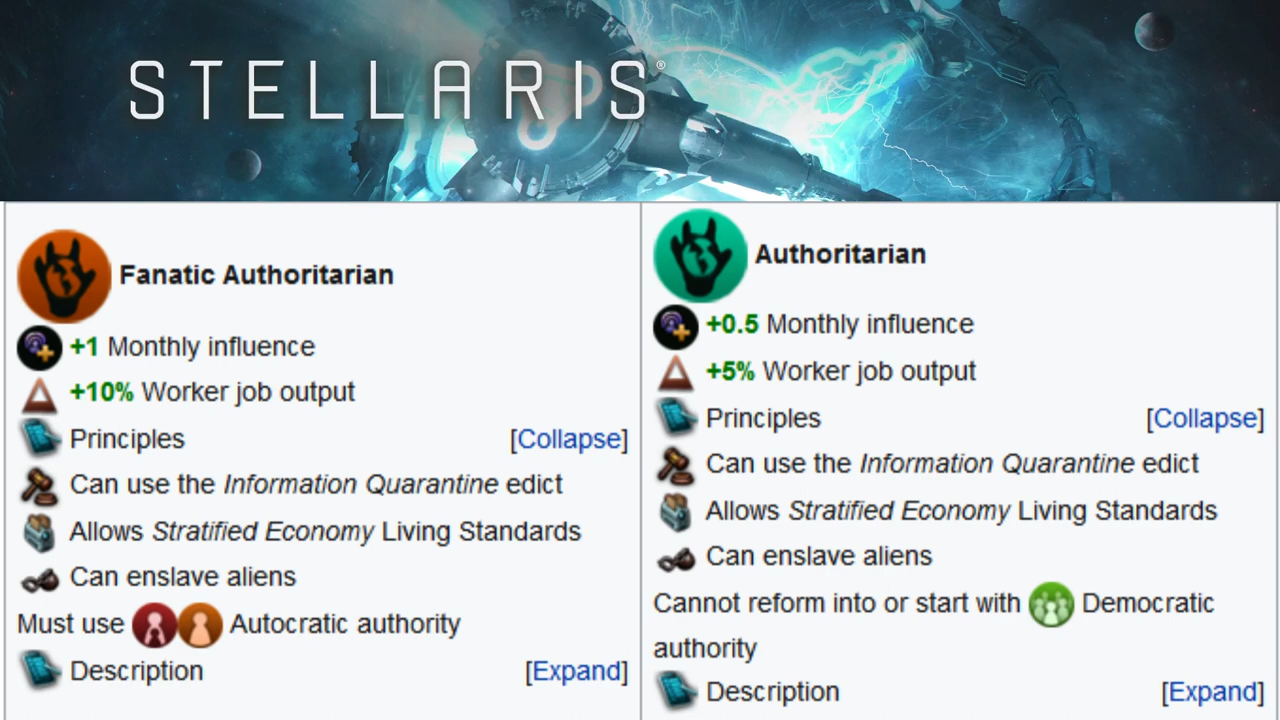 STELLARIS®
Fanatic Authoritarian
+1 Monthly influence
+10% Worker job output
Principles [Collapse]
Can use the Information Quarantine edict
Allows Stratified Economy Living Standards
Can enslave aliens
Must use Autocratic authority
Description [Expand]
Authoritarian
+0.5 Monthly influence
+5% Worker job output
Principles [Collapse]
Can use the Information Quarantine edict
Allows Stratified Economy Living Standards
Can enslave aliens
Cannot reform into or start with Democratic
authority
Description [Expand]